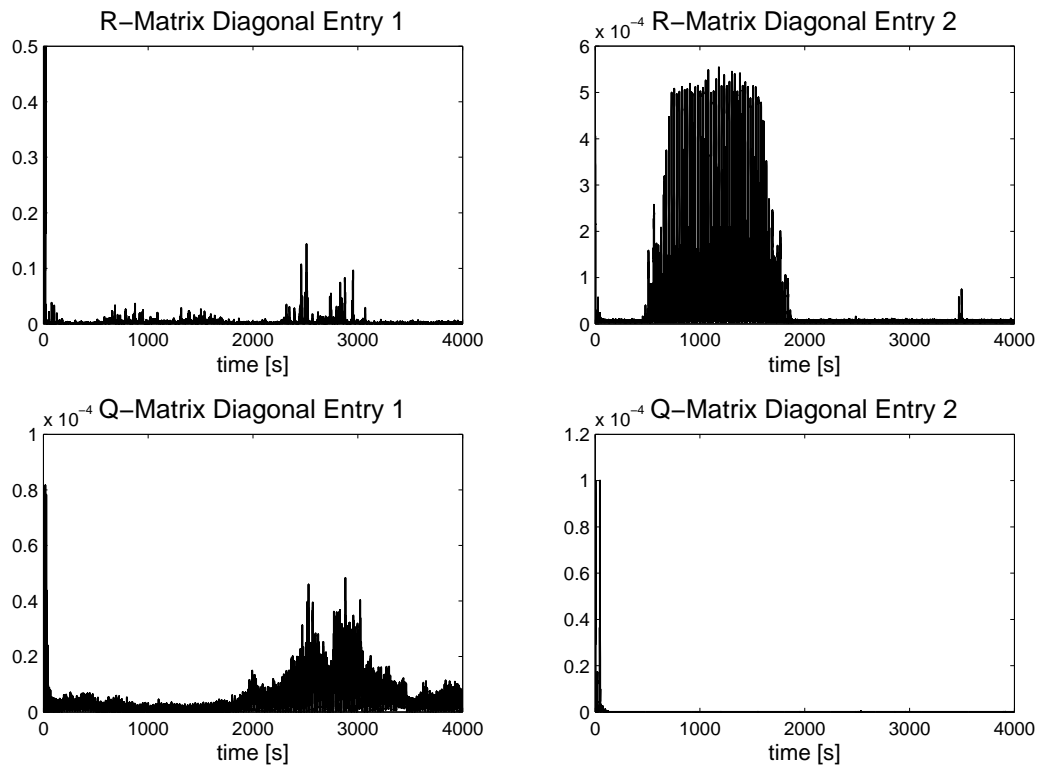 R−Matrix Diagonal Entry 1
0.5
0.4
0.3
0.2
0.1
0
0 1000 2000 3000 4000
time [s]
x 10⁻⁴ R−Matrix Diagonal Entry 2
6
5
4
3
2
1
0
0 1000 2000 3000 4000
time [s]
x 10⁻⁴ Q−Matrix Diagonal Entry 1
1
0.8
0.6
0.4
0.2
0
0 1000 2000 3000 4000
time [s]
x 10⁻⁴ Q−Matrix Diagonal Entry 2
1.2
1
0.8
0.6
0.4
0.2
0
0 1000 2000 3000 4000
time [s]